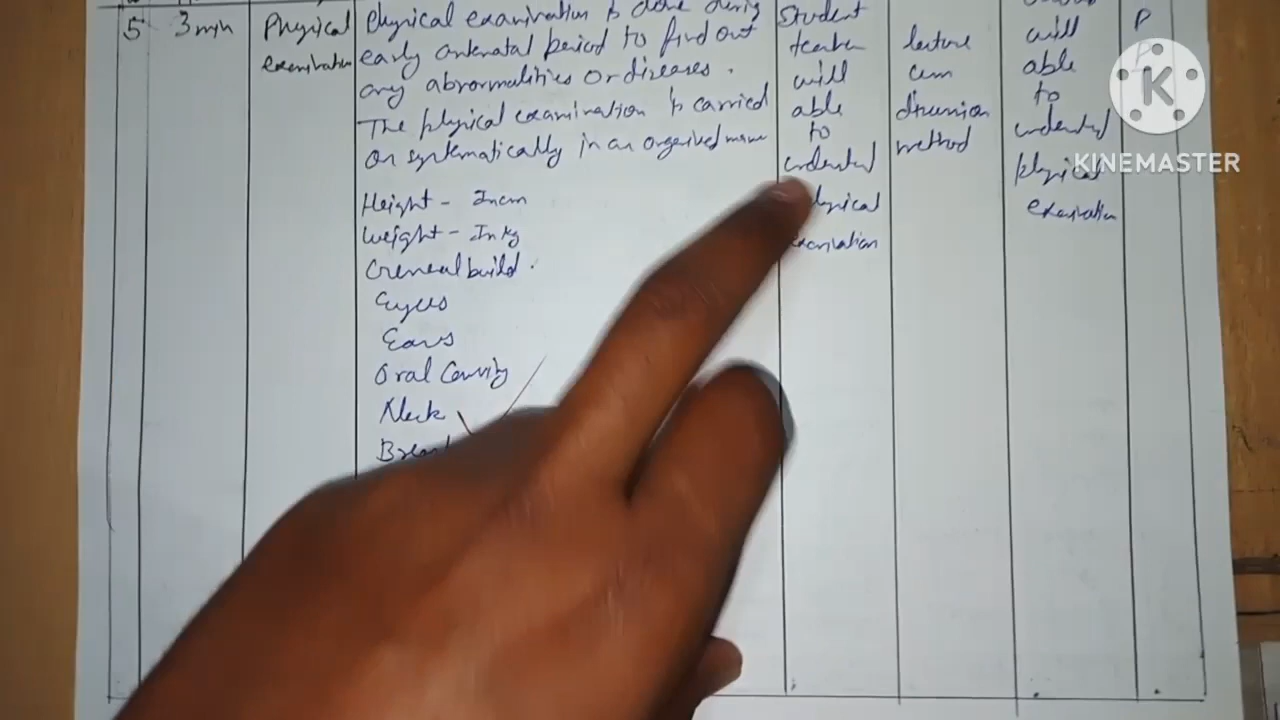 5
3 min
Physical
examination
Physical examination is done during
early antenatal period to find out
any abnormalities or diseases.
The physical examination is carried
on systematically in an organised
Height - In cm
Weight - In kg
General build.
Eyes
Ears
Oral Cavity
Neck
Breast
Student
teacher
will
able
to
understand
physical
examination
lecture
cum
discussion
method
will
able
to
understand
physical
examination
P
K
KINEMASTER